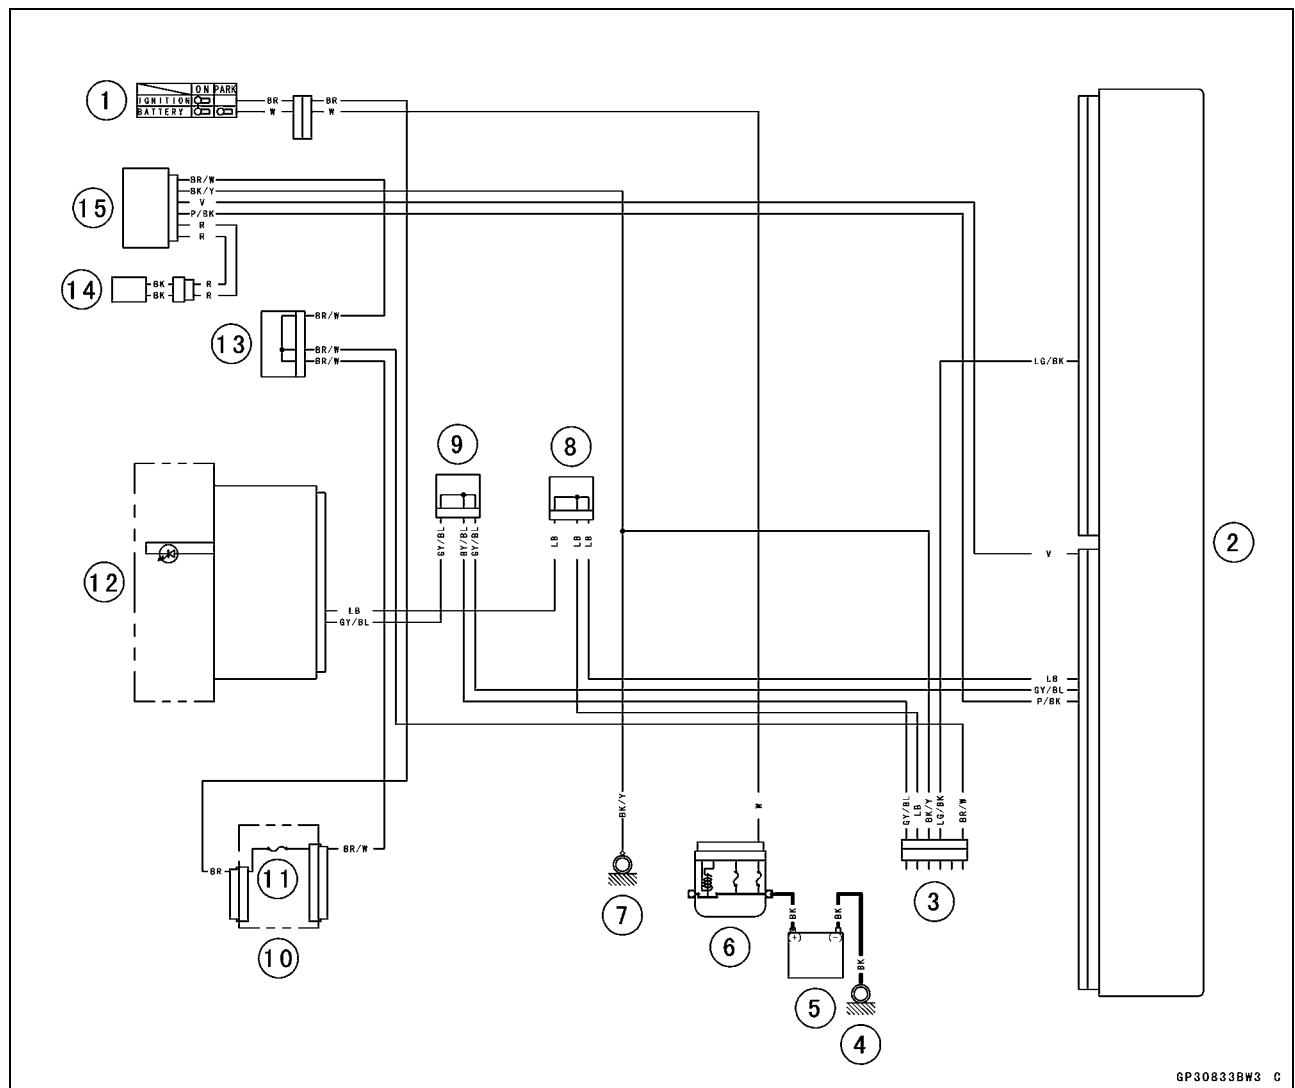 1
ON PARK
IGNITION
BATTERY
BR
BR
W
W
15
BR/W
BK/Y
V
P/BK
R
R
14
BK
R
BK
R
BR/W
13
BR/W
BR/W
LG/BK
9
8
GY/BL
GY/BL
GY/BL
LB
LB
LB
2
V
12
LB
GY/BL
LB
GY/BL
P/BK
BK/Y
W
GY/BL
LB
BK/Y
LG/BK
BR/W
BR
11
BR/W
10
7
6
BK
BK
(+)
(-)
BK
3
5
4
GP30833BW3 C